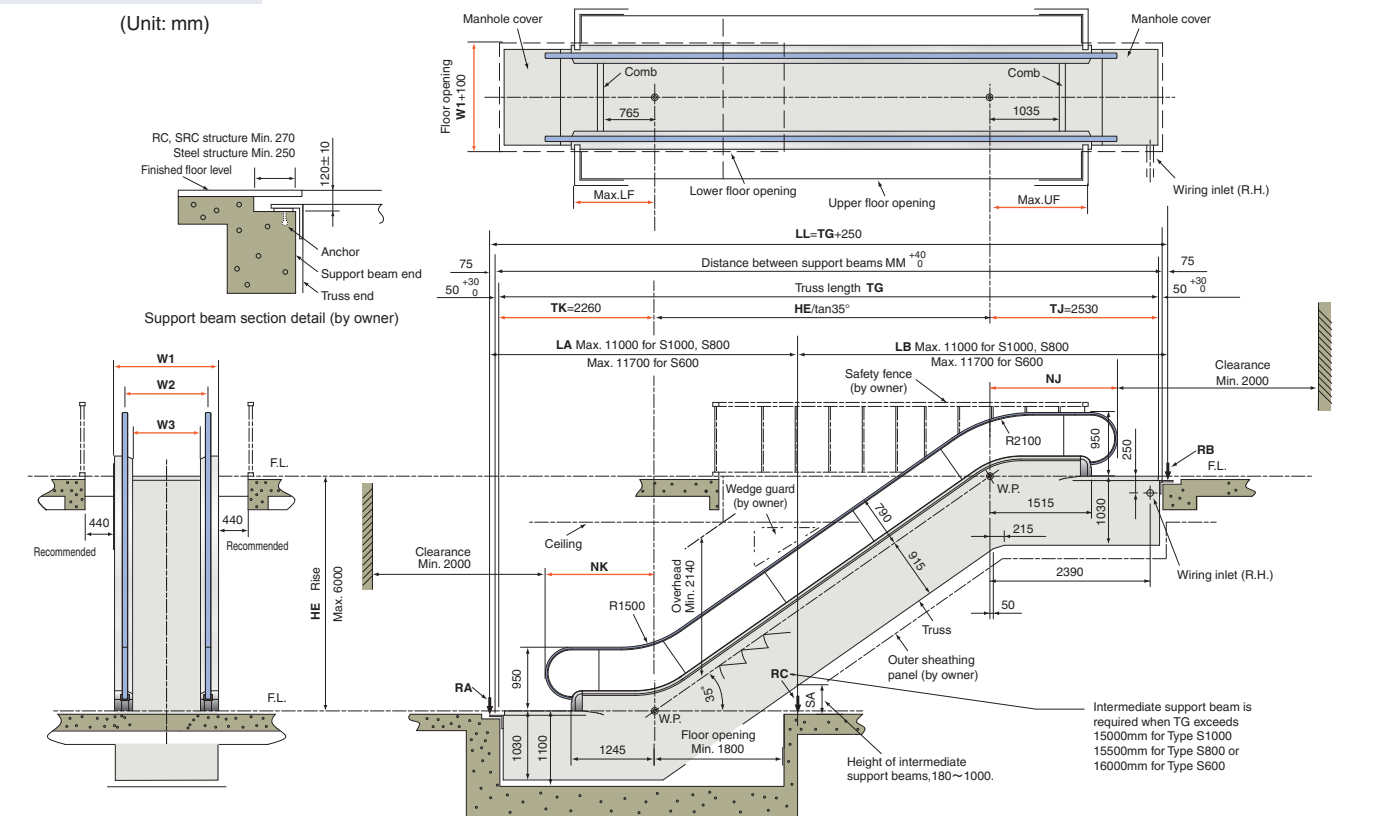 (Unit: mm)
Manhole cover
Manhole cover
Floor opening
W1+100
Comb
Comb
765
1035
Lower floor opening
Upper floor opening
Wiring inlet (R.H.)
Max.LF
Max.UF
RC, SRC structure Min. 270
Steel structure Min. 250
Finished floor level
120±10
Anchor
Support beam end
Truss end
Support beam section detail (by owner)
LL=TG+250
75
Distance between support beams MM +40 0
75
50 +30 0
Truss length TG
50 +30 0
TK=2260
HE/tan35°
TJ=2530
LA Max. 11000 for S1000, S800
Max. 11700 for S600
LB Max. 11000 for S1000, S800
Max. 11700 for S600
Clearance
Min. 2000
Safety fence
(by owner)
NJ
W1
W2
W3
F.L.
440
Recommended
440
Recommended
HE Rise
Max. 6000
F.L.
R2100
950
250
RB
F.L.
W.P.
1515
1030
215
Wedge guard
(by owner)
790
915
Ceiling
Clearance
Min. 2000
NK
Overhead
Min. 2140
2390
Wiring inlet (R.H.)
50
R1500
Truss
Outer sheathing
panel (by owner)
950
RA
35°
RC
SA
W.P.
1030
1100
1245
Floor opening
Min. 1800
Height of intermediate
support beams,180~1000.
Intermediate support beam is
required when TG exceeds
15000mm for Type S1000
15500mm for Type S800 or
16000mm for Type S600